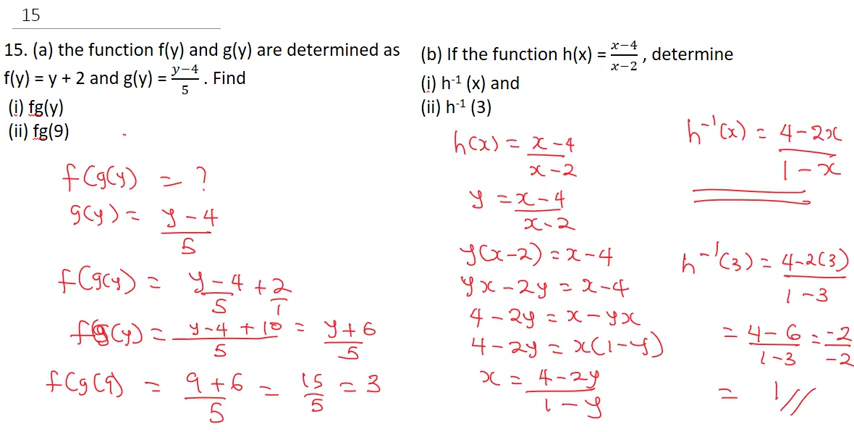 15
15. (a) the function f(y) and g(y) are determined as
f(y) = y + 2 and g(y) = (y−4)/5 . Find
(i) fg(y)
(ii) fg(9)
f(g(y) = ?
g(y) = (y − 4)/5
f(g(y) = (y − 4)/5 + 2/1
fg(y) = (y − 4 + 10)/5 = (y + 6)/5
f(g(9) = (9 + 6)/5 = 15/5 = 3
(b) If the function h(x) = (x−4)/(x−2) , determine
(i) h⁻¹ (x) and
(ii) h⁻¹ (3)
h(x) = (x − 4)/(x − 2)
y = (x − 4)/(x − 2)
y(x − 2) = x − 4
yx − 2y = x − 4
4 − 2y = x − yx
4 − 2y = x(1 − y)
x = (4 − 2y)/(1 − y)
h⁻¹(x) = (4 − 2x)/(1 − x)
h⁻¹(3) = (4 − 2(3))/(1 − 3)
= (4 − 6)/(1 − 3) = −2/−2
= 1//